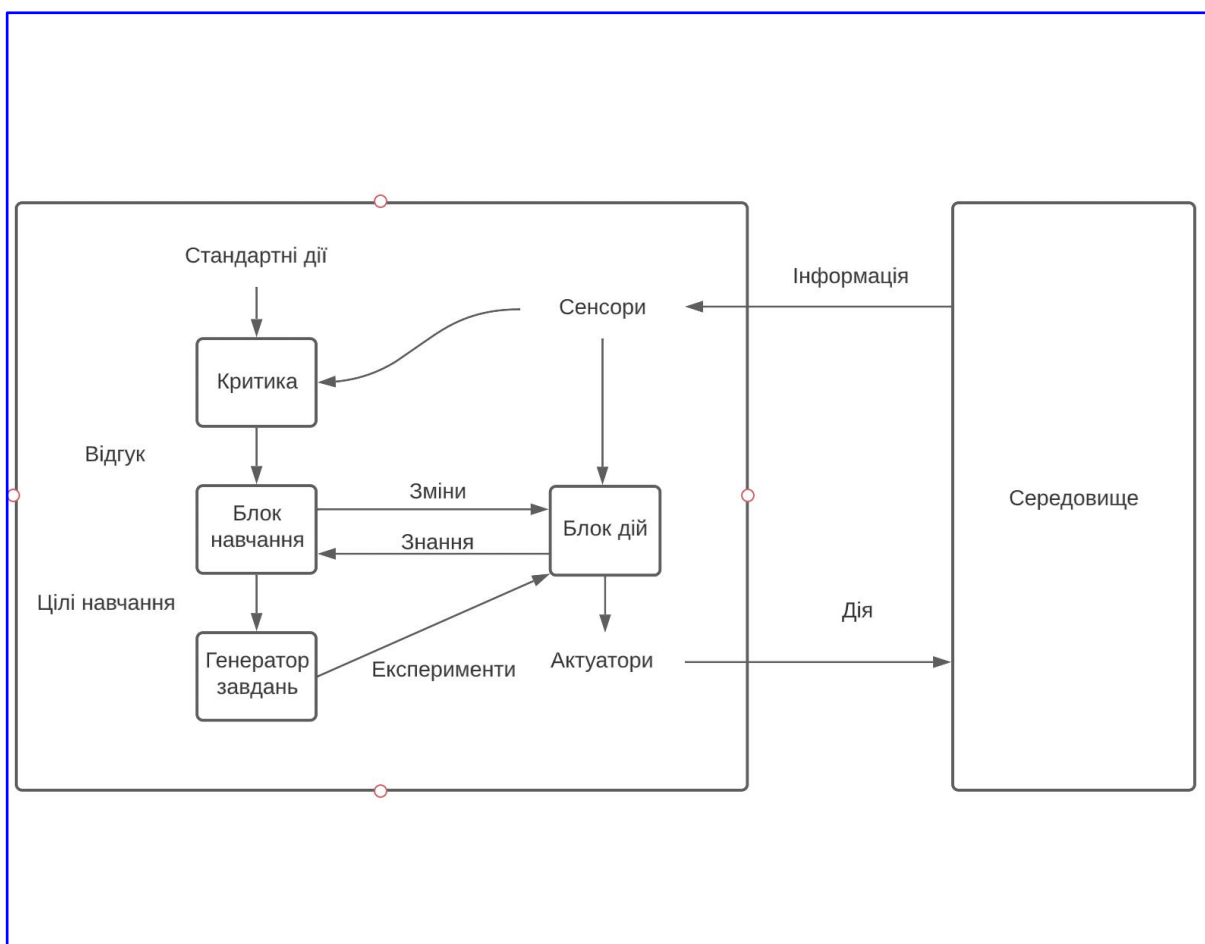 Стандартні дії
Інформація
Сенсори
Критика
Відгук
Зміни
Середовище
Блок
навчання
Блок дій
Знання
Цілі навчання
Дія
Генератор
завдань
Експерименти
Актуатори